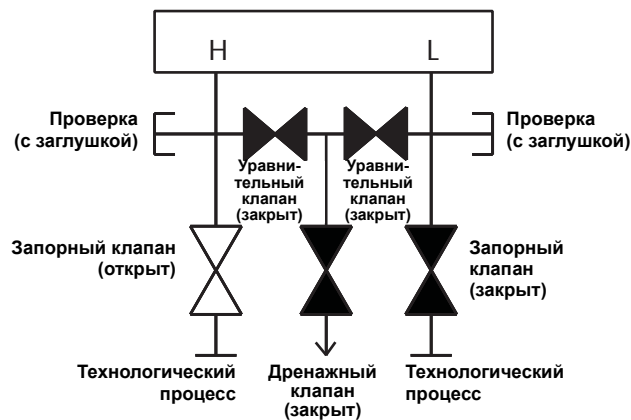 H
L
Проверка
(с заглушкой)
Проверка
(с заглушкой)
Уравни-
тельный
клапан
(закрыт)
Уравни-
тельный
клапан
(закрыт)
Запорный клапан
(открыт)
Запорный
клапан
(закрыт)
Технологический
процесс
Дренажный
клапан
(закрыт)
Технологический
процесс